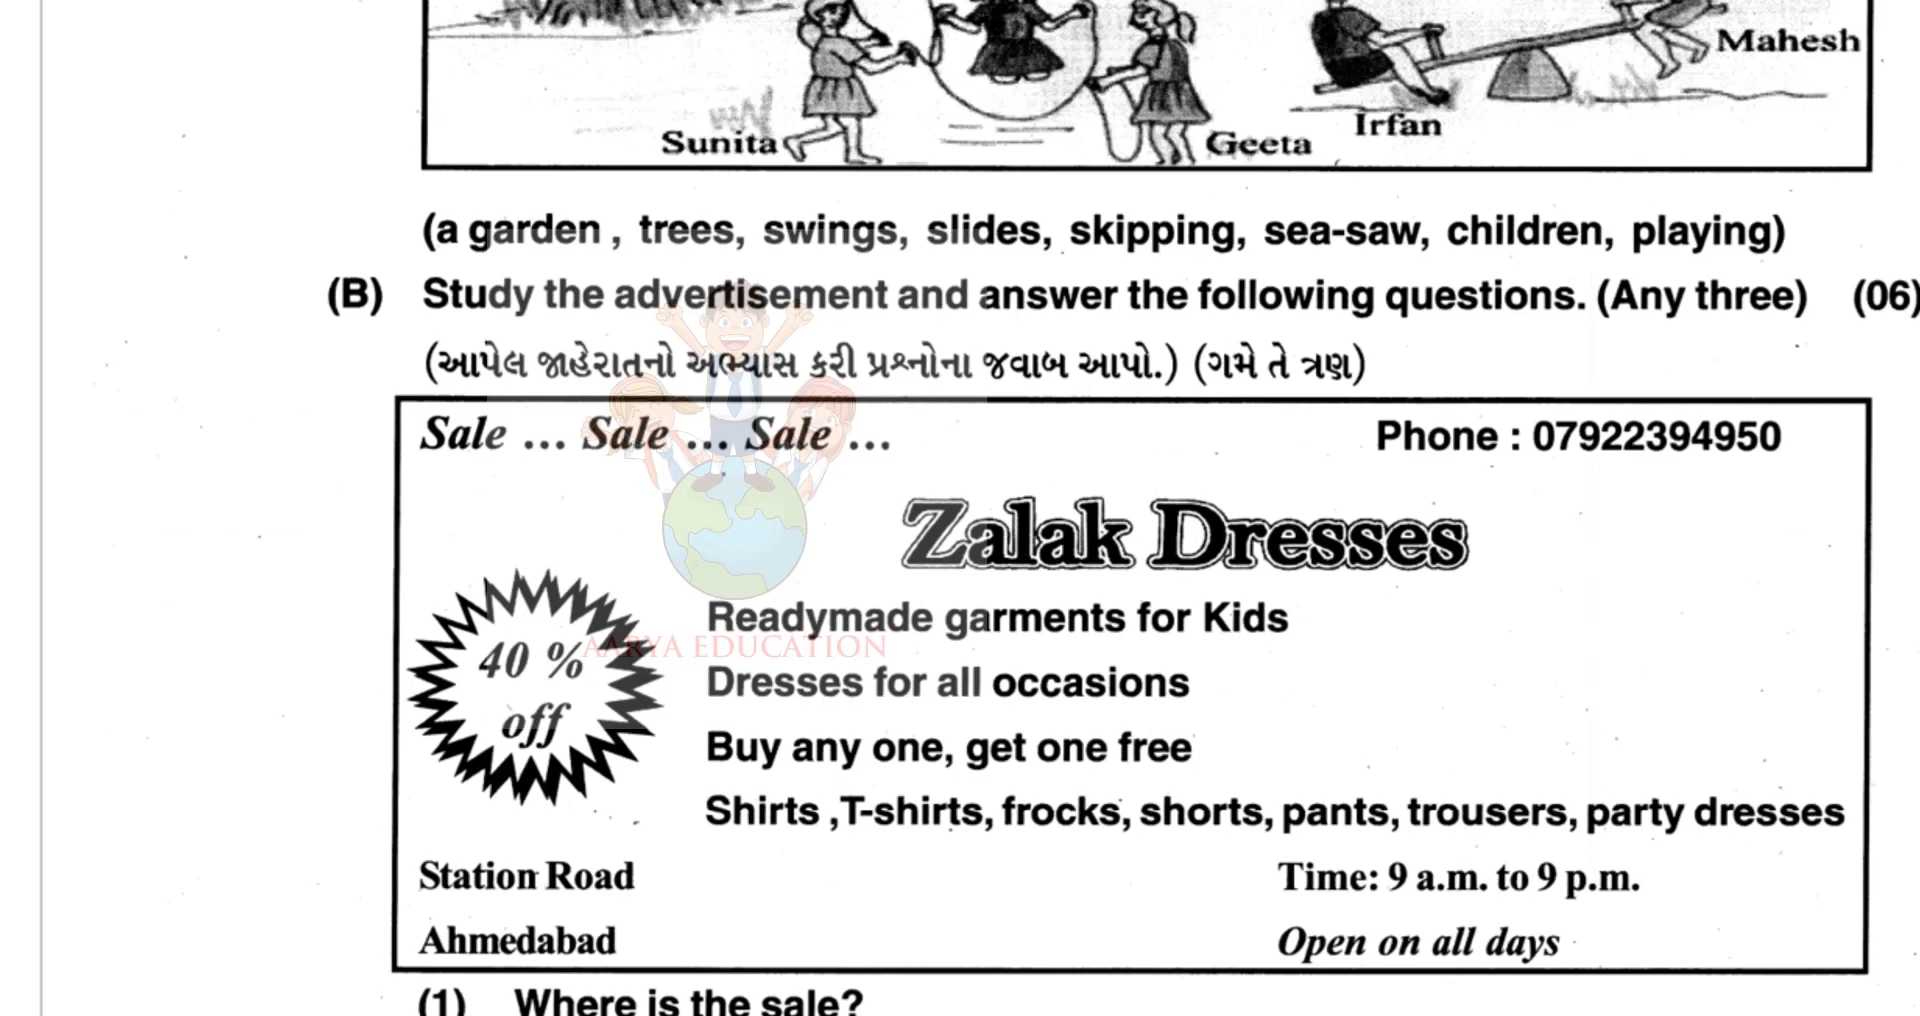 Mahesh
Irfan
Sunita
Geeta
(a garden , trees, swings, slides, skipping, sea-saw, children, playing)
(B) Study the advertisement and answer the following questions. (Any three) (06)
(આપેલ જાહેરાતનો અભ્યાસ કરી પ્રશ્નોના જવાબ આપો.) (ગમે તે ત્રણ)
Sale ... Sale ... Sale ... Phone : 07922394950
Zalak Dresses
40 %
off
Readymade garments for Kids
AARYA EDUCATION
Dresses for all occasions
Buy any one, get one free
Shirts ,T-shirts, frocks, shorts, pants, trousers, party dresses
Station Road Time: 9 a.m. to 9 p.m.
Ahmedabad Open on all days
(1) Where is the sale?